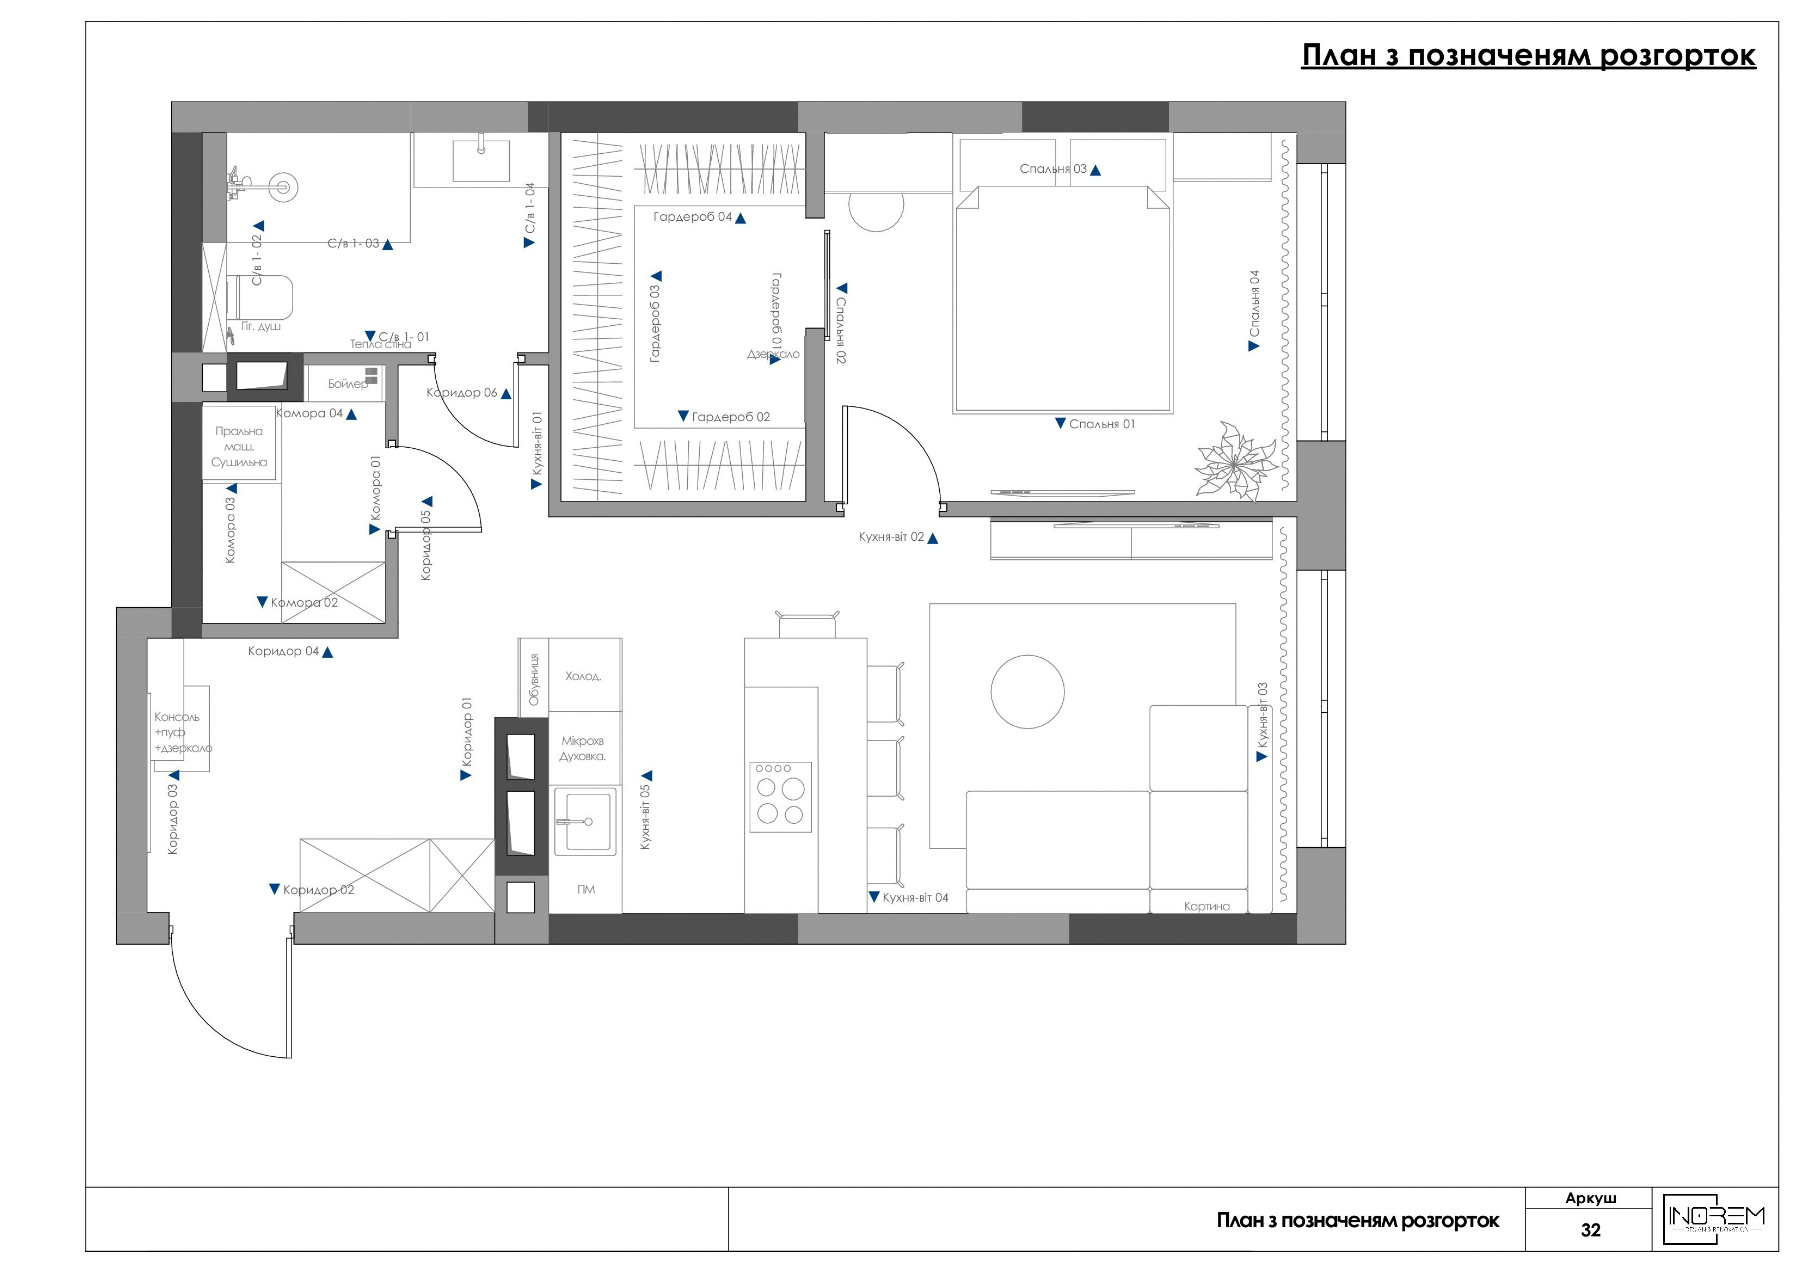 План з позначеням розгорток
Спальня 03
С/в 1- 04
Гардероб 04
С/в 1- 02
С/в 1- 03
Гардероб 03
Гардероб 01
Спальня 02
Спальня 04
Гіг. душ
С/в 1- 01
Тепла стіна
Дзеркало
Бойлер
Коридор 06
Комора 04
Гардероб 02
Спальня 01
Пральна
маш.
Сушильна
Кухня-віт 01
Комора 01
Комора 03
Коридор 05
Кухня-віт 02
Комора 02
Коридор 04
Обувниця
Холод.
Консоль
+пуф
+дзеркало
Коридор 01
Мікрохв
Духовка.
Кухня-віт 03
Коридор 03
Кухня-віт 05
Коридор 02
ПМ
Кухня-віт 04
Картина
План з позначеням розгорток
Аркуш
32
INOREM